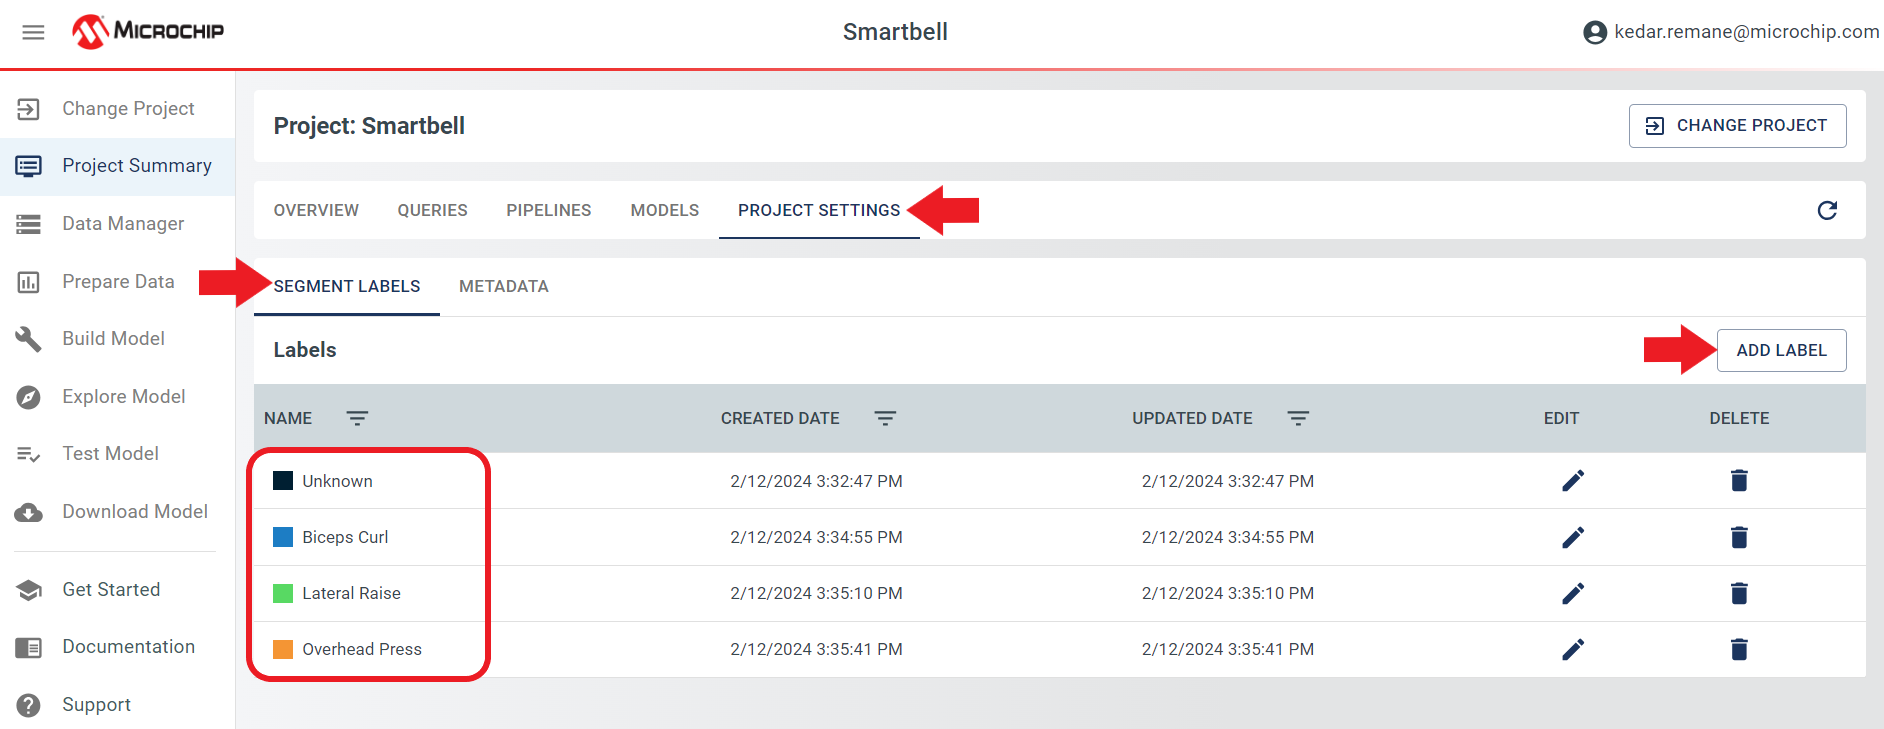 MICROCHIP
Smartbell
kedar.remane@microchip.com
Change Project
Project Summary
Data Manager
Prepare Data
Build Model
Explore Model
Test Model
Download Model
Get Started
Documentation
Support
Project: Smartbell
CHANGE PROJECT
OVERVIEW QUERIES PIPELINES MODELS PROJECT SETTINGS
SEGMENT LABELS METADATA
Labels
ADD LABEL
NAME CREATED DATE UPDATED DATE EDIT DELETE
Unknown 2/12/2024 3:32:47 PM 2/12/2024 3:32:47 PM
Biceps Curl 2/12/2024 3:34:55 PM 2/12/2024 3:34:55 PM
Lateral Raise 2/12/2024 3:35:10 PM 2/12/2024 3:35:10 PM
Overhead Press 2/12/2024 3:35:41 PM 2/12/2024 3:35:41 PM